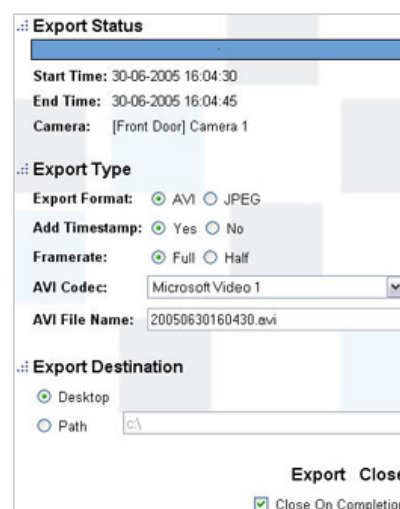 Export Status
Start Time: 30-06-2005 16:04:30
End Time: 30-06-2005 16:04:45
Camera: [Front Door] Camera 1
Export Type
Export Format: AVI JPEG
Add Timestamp: Yes No
Framerate: Full Half
AVI Codec: Microsoft Video 1
AVI File Name: 20050630160430.avi
Export Destination
Desktop
Path c:\
Export Close
Close On Completion